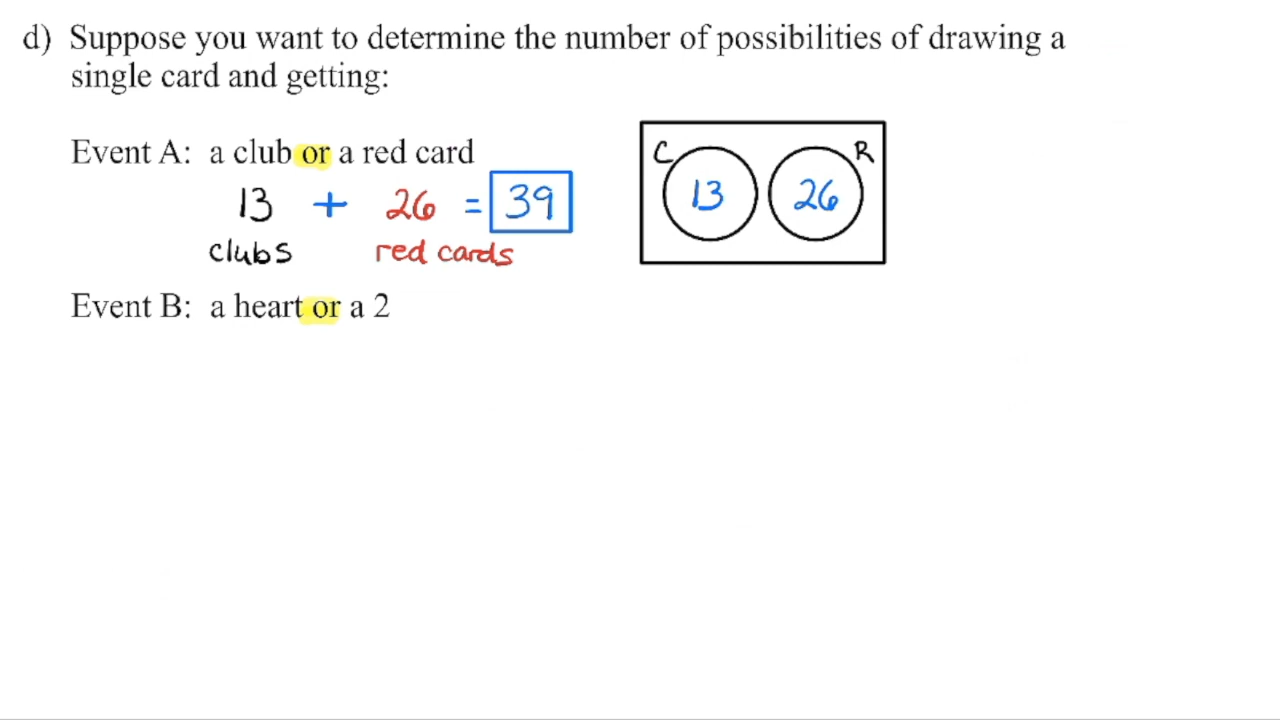 d) Suppose you want to determine the number of possibilities of drawing a
single card and getting:
Event A: a club or a red card
13 + 26 = 39
clubs red cards
C R
13 26
Event B: a heart or a 2